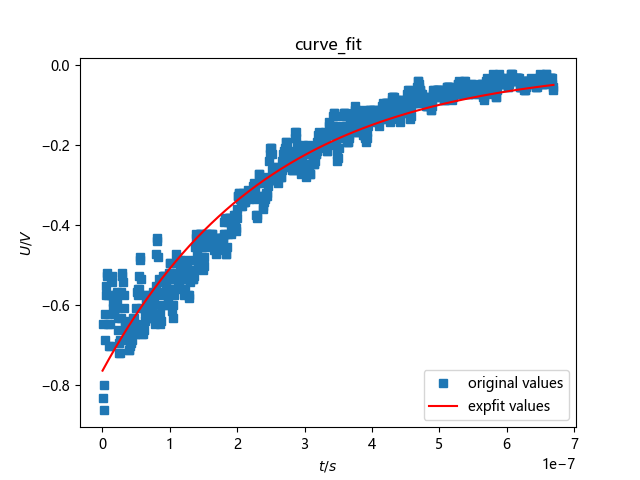 curve_fit
U/V
0.0
−0.2
−0.4
−0.6
−0.8
original values
expfit values
0 1 2 3 4 5 6 7
t/s
1e−7